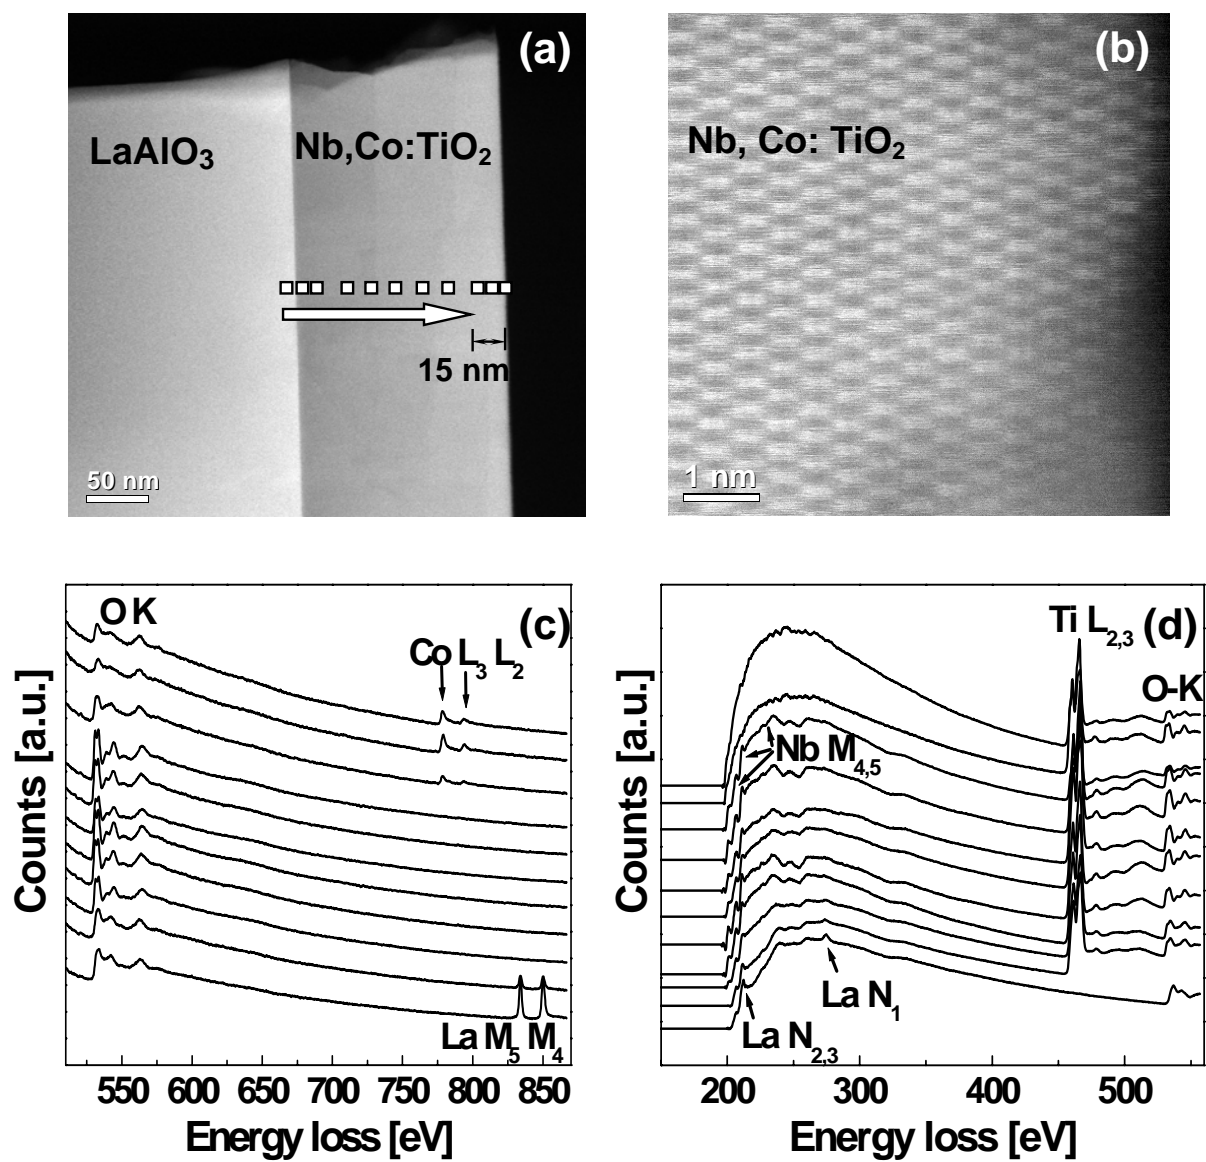 (a)
LaAlO3
Nb,Co:TiO2
15 nm
50 nm
(b)
Nb, Co: TiO2
1 nm
(c)
O K
Co L3 L2
La M5 M4
Counts [a.u.]
550 600 650 700 750 800 850
Energy loss [eV]
(d)
Ti L2,3
O-K
Nb M4,5
La N1
La N2,3
Counts [a.u.]
200 300 400 500
Energy loss [eV]